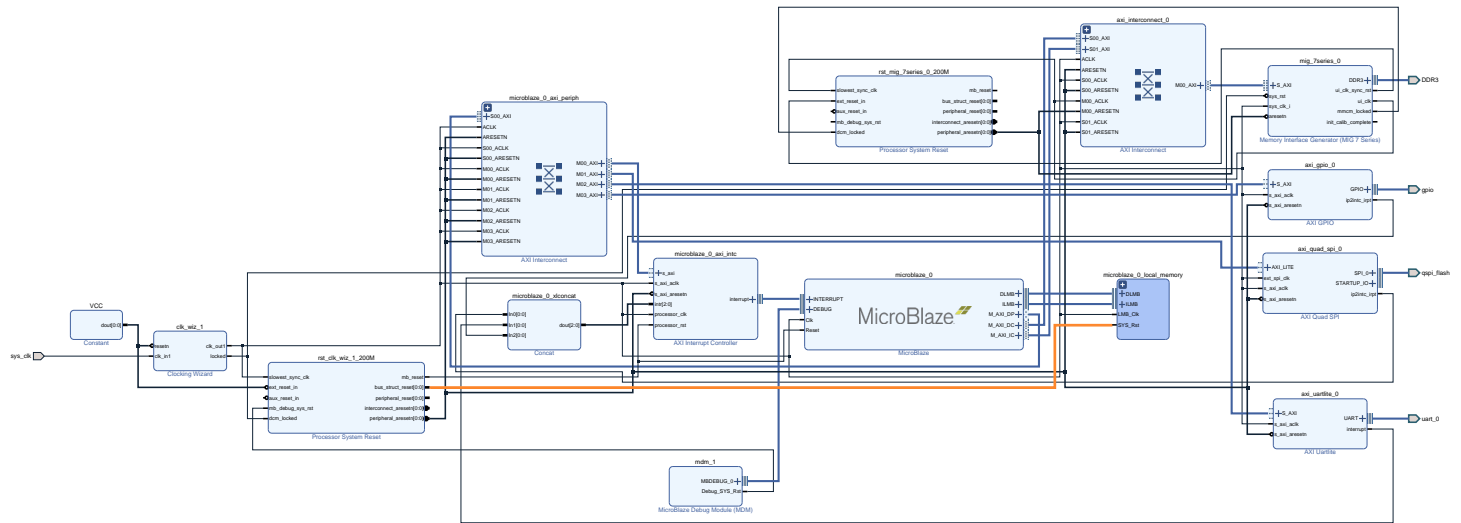 VCC
dout[0:0]
Constant
sys_clk
clk_wiz_1
resetn
clk_in1
clk_out1
locked
Clocking Wizard
rst_clk_wiz_1_200M
slowest_sync_clk
ext_reset_in
aux_reset_in
mb_debug_sys_rst
dcm_locked
mb_reset
bus_struct_reset[0:0]
peripheral_reset[0:0]
interconnect_aresetn[0:0]
peripheral_aresetn[0:0]
Processor System Reset
microblaze_0_axi_periph
S00_AXI
ACLK
ARESETN
S00_ACLK
S00_ARESETN
M00_ACLK
M00_ARESETN
M01_ACLK
M01_ARESETN
M02_ACLK
M02_ARESETN
M03_ACLK
M03_ARESETN
M00_AXI
M01_AXI
M02_AXI
M03_AXI
AXI Interconnect
microblaze_0_xlconcat
In0[0:0]
In1[0:0]
In2[0:0]
dout[2:0]
Concat
microblaze_0_axi_intc
s_axi
s_axi_aclk
s_axi_aresetn
intr[2:0]
processor_clk
processor_rst
interrupt
AXI Interrupt Controller
mdm_1
MBDEBUG_0
Debug_SYS_Rst
MicroBlaze Debug Module (MDM)
microblaze_0
INTERRUPT
DEBUG
Clk
Reset
MicroBlaze
DLMB
ILMB
M_AXI_DP
M_AXI_DC
M_AXI_IC
MicroBlaze
rst_mig_7series_0_200M
slowest_sync_clk
ext_reset_in
aux_reset_in
mb_debug_sys_rst
dcm_locked
mb_reset
bus_struct_reset[0:0]
peripheral_reset[0:0]
interconnect_aresetn[0:0]
peripheral_aresetn[0:0]
Processor System Reset
axi_interconnect_0
S00_AXI
S01_AXI
ACLK
ARESETN
S00_ACLK
S00_ARESETN
M00_ACLK
M00_ARESETN
S01_ACLK
S01_ARESETN
M00_AXI
AXI Interconnect
microblaze_0_local_memory
DLMB
ILMB
LMB_Clk
SYS_Rst
mig_7series_0
S_AXI
sys_rst
sys_clk_i
aresetn
DDR3
ui_clk_sync_rst
ui_clk
mmcm_locked
init_calib_complete
Memory Interface Generator (MIG 7 Series)
DDR3
axi_gpio_0
S_AXI
s_axi_aclk
s_axi_aresetn
GPIO
ip2intc_irpt
AXI GPIO
gpio
axi_quad_spi_0
AXI_LITE
ext_spi_clk
s_axi_aclk
s_axi_aresetn
SPI_0
STARTUP_IO
ip2intc_irpt
AXI Quad SPI
qspi_flash
axi_uartlite_0
S_AXI
s_axi_aclk
s_axi_aresetn
UART
interrupt
AXI Uartlite
uart_0